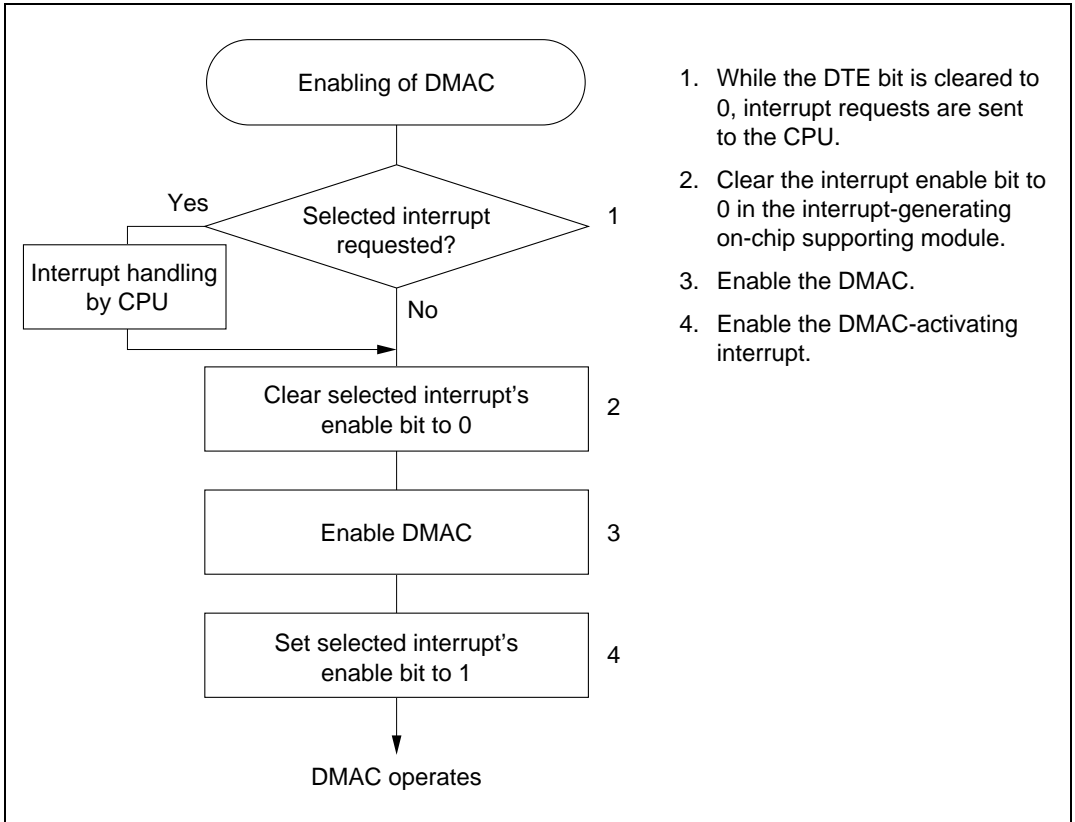 Enabling of DMAC
Selected interrupt
requested?
1
Yes
No
Interrupt handling
by CPU
Clear selected interrupt's
enable bit to 0
2
Enable DMAC
3
Set selected interrupt's
enable bit to 1
4
DMAC operates
1. While the DTE bit is cleared to
0, interrupt requests are sent
to the CPU.
2. Clear the interrupt enable bit to
0 in the interrupt-generating
on-chip supporting module.
3. Enable the DMAC.
4. Enable the DMAC-activating
interrupt.